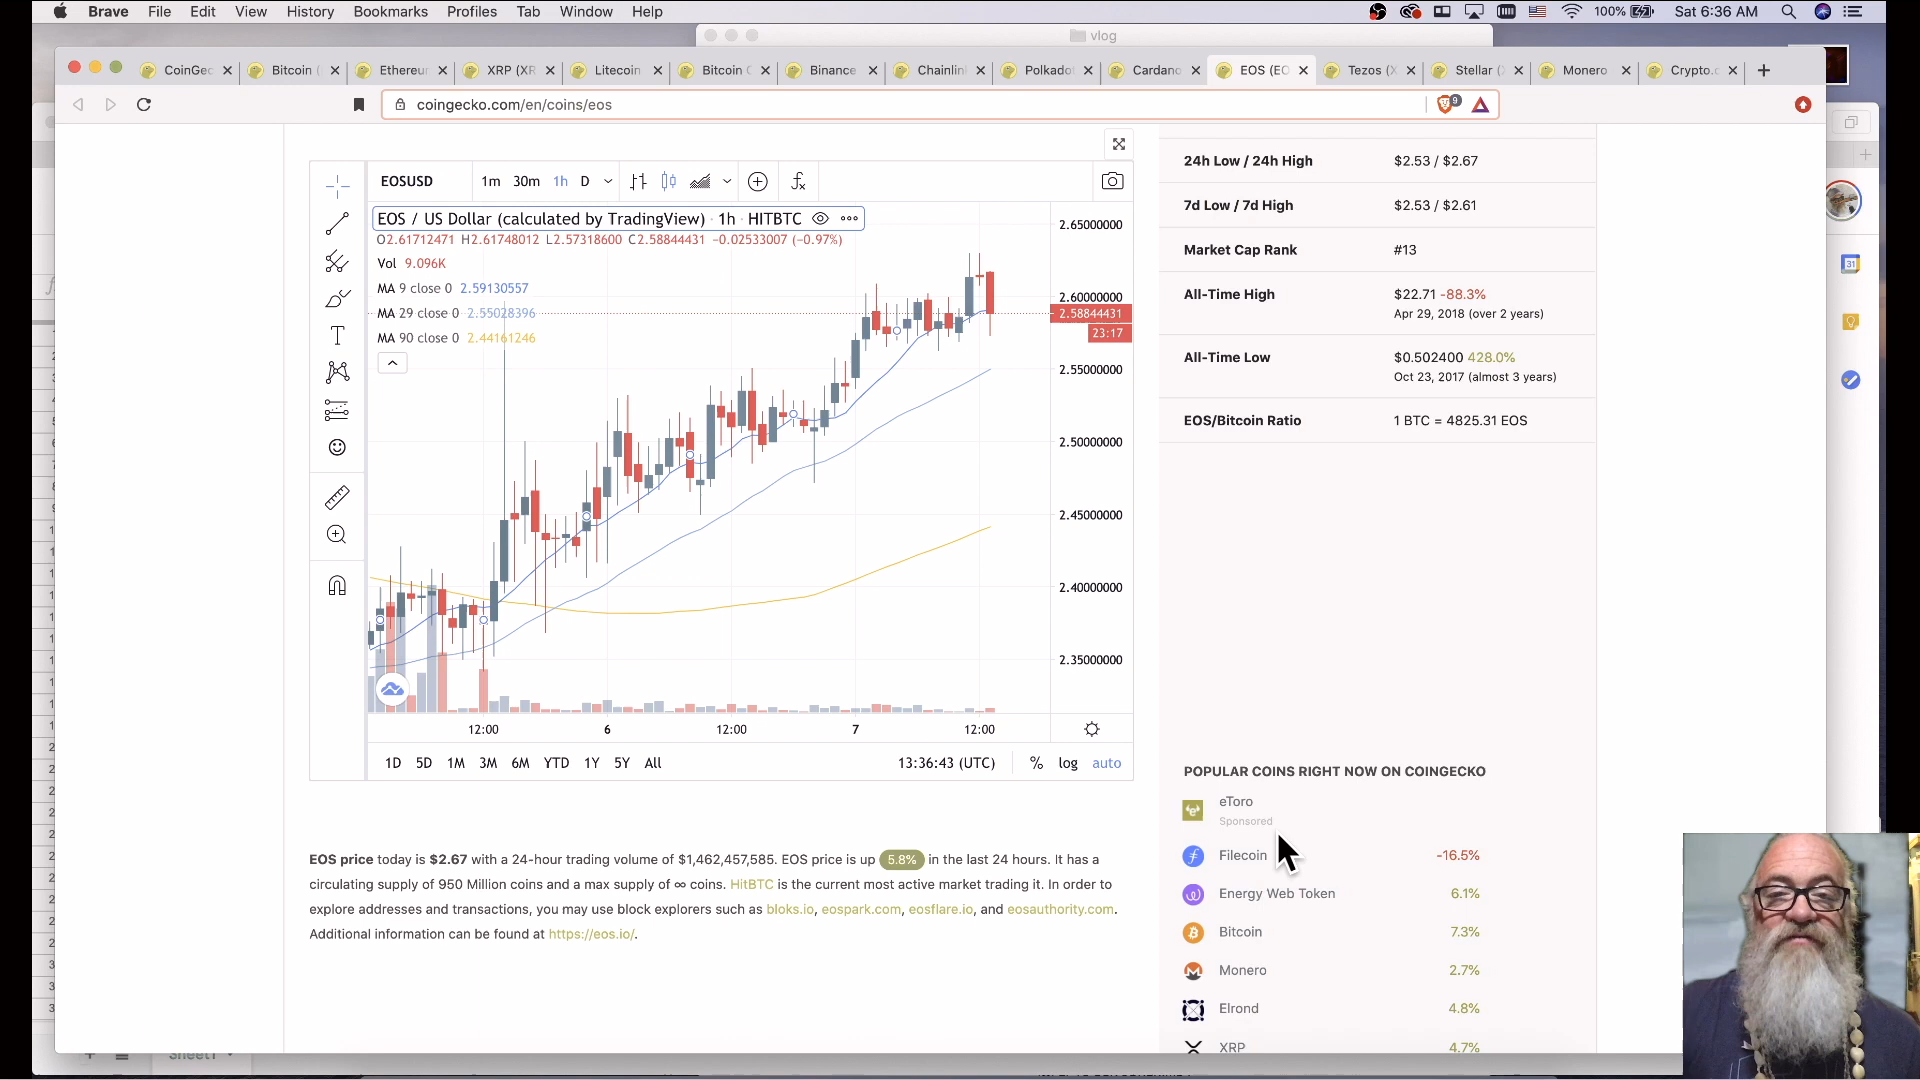 Brave File Edit View History Bookmarks Profiles Tab Window Help
100% Sat 6:36 AM
vlog
CoinGec
Bitcoin (
Ethereu
XRP (XR
Litecoin
Bitcoin C
Binance
Chainlin
Polkado
Cardano
EOS (EO
Tezos (X
Stellar (
Monero
Crypto.c
coingecko.com/en/coins/eos
9
EOSUSD 1m 30m 1h D
EOS / US Dollar (calculated by TradingView) · 1h · HITBTC
O2.61712471 H2.61748012 L2.57318600 C2.58844431 −0.02533007 (−0.97%)
Vol 9.096K
MA 9 close 0 2.59130557
MA 29 close 0 2.55028396
MA 90 close 0 2.44161246
2.65000000
2.60000000
2.58844431
23:17
2.55000000
2.50000000
2.45000000
2.40000000
2.35000000
12:00 6 12:00 7 12:00
1D 5D 1M 3M 6M YTD 1Y 5Y All 13:36:43 (UTC) % log auto
EOS price today is $2.67 with a 24-hour trading volume of $1,462,457,585. EOS price is up 5.8% in the last 24 hours. It has a
circulating supply of 950 Million coins and a max supply of ∞ coins. HitBTC is the current most active market trading it. In order to
explore addresses and transactions, you may use block explorers such as bloks.io, eospark.com, eosflare.io, and eosauthority.com.
Additional information can be found at https://eos.io/.
24h Low / 24h High $2.53 / $2.67
7d Low / 7d High $2.53 / $2.61
Market Cap Rank #13
All-Time High $22.71 -88.3%
Apr 29, 2018 (over 2 years)
All-Time Low $0.502400 428.0%
Oct 23, 2017 (almost 3 years)
EOS/Bitcoin Ratio 1 BTC = 4825.31 EOS
POPULAR COINS RIGHT NOW ON COINGECKO
eToro
Sponsored
Filecoin -16.5%
Energy Web Token 6.1%
Bitcoin 7.3%
Monero 2.7%
Elrond 4.8%
XRP 4.7%
31
Sheet1